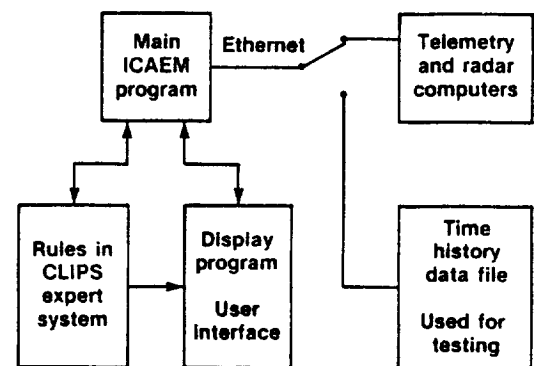 Main
ICAEM
program
Ethernet
Telemetry
and radar
computers
Rules in
CLIPS
expert
system
Display
program
User
interface
Time
history
data file
Used for
testing